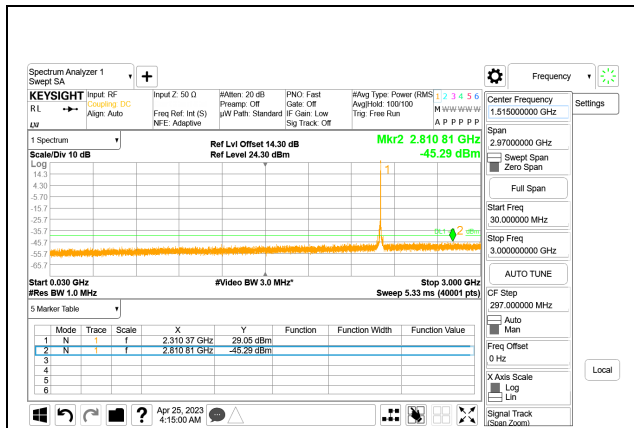 Spectrum Analyzer 1
Swept SA
Frequency
KEYSIGHT
RL
LXI
Input: RF
Coupling: DC
Align: Auto
Input Z: 50 Ω
Freq Ref: Int (S)
NFE: Adaptive
#Atten: 20 dB
Preamp: Off
µW Path: Standard
PNO: Fast
Gate: Off
IF Gain: Low
Sig Track: Off
#Avg Type: Power (RMS
Avg|Hold: 100/100
Trig: Free Run
1 2 3 4 5 6
M W W W W W
A P P P P P
Center Frequency
1.515000000 GHz
Settings
Span
2.97000000 GHz
Swept Span
Zero Span
Full Span
Start Freq
30.000000 MHz
Stop Freq
3.000000000 GHz
AUTO TUNE
CF Step
297.000000 MHz
Auto
Man
Freq Offset
0 Hz
X Axis Scale
Log
Lin
Signal Track
(Span Zoom)
Local
1 Spectrum
Scale/Div 10 dB
Ref Lvl Offset 14.30 dB
Ref Level 24.30 dBm
Mkr2 2.810 81 GHz
-45.29 dBm
Log
14.3
4.30
-5.70
-15.7
-25.7
-35.7
-45.7
-55.7
-65.7
1
2
Start 0.030 GHz
#Res BW 1.0 MHz
#Video BW 3.0 MHz*
Stop 3.000 GHz
Sweep 5.33 ms (40001 pts)
5 Marker Table
Mode Trace Scale X Y Function Function Width Function Value
1 N 1 f 2.310 37 GHz 29.05 dBm
2 N 1 f 2.810 81 GHz -45.29 dBm
3
4
5
6
? Apr 25, 2023
4:15:00 AM